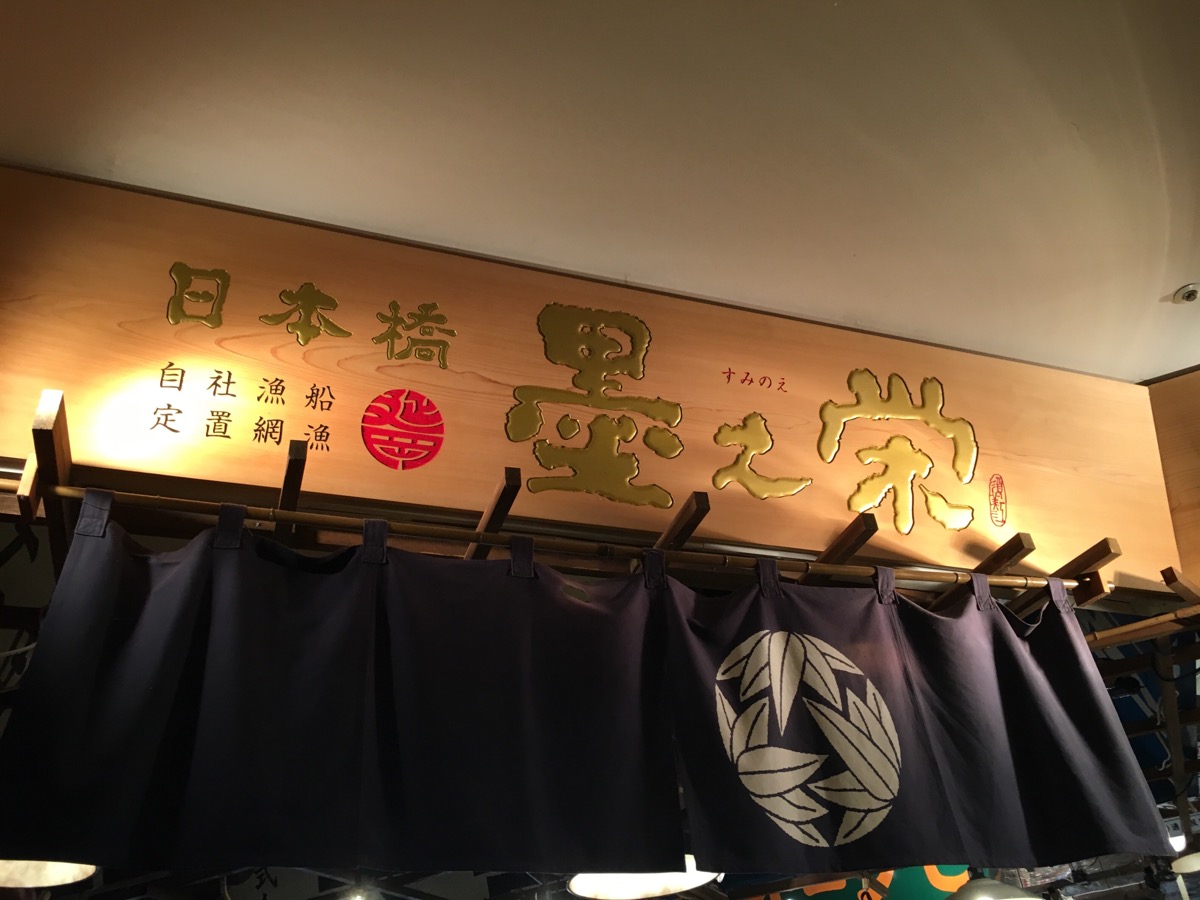 日本橋
墨之栄
すみのえ
自社漁船
定置網漁